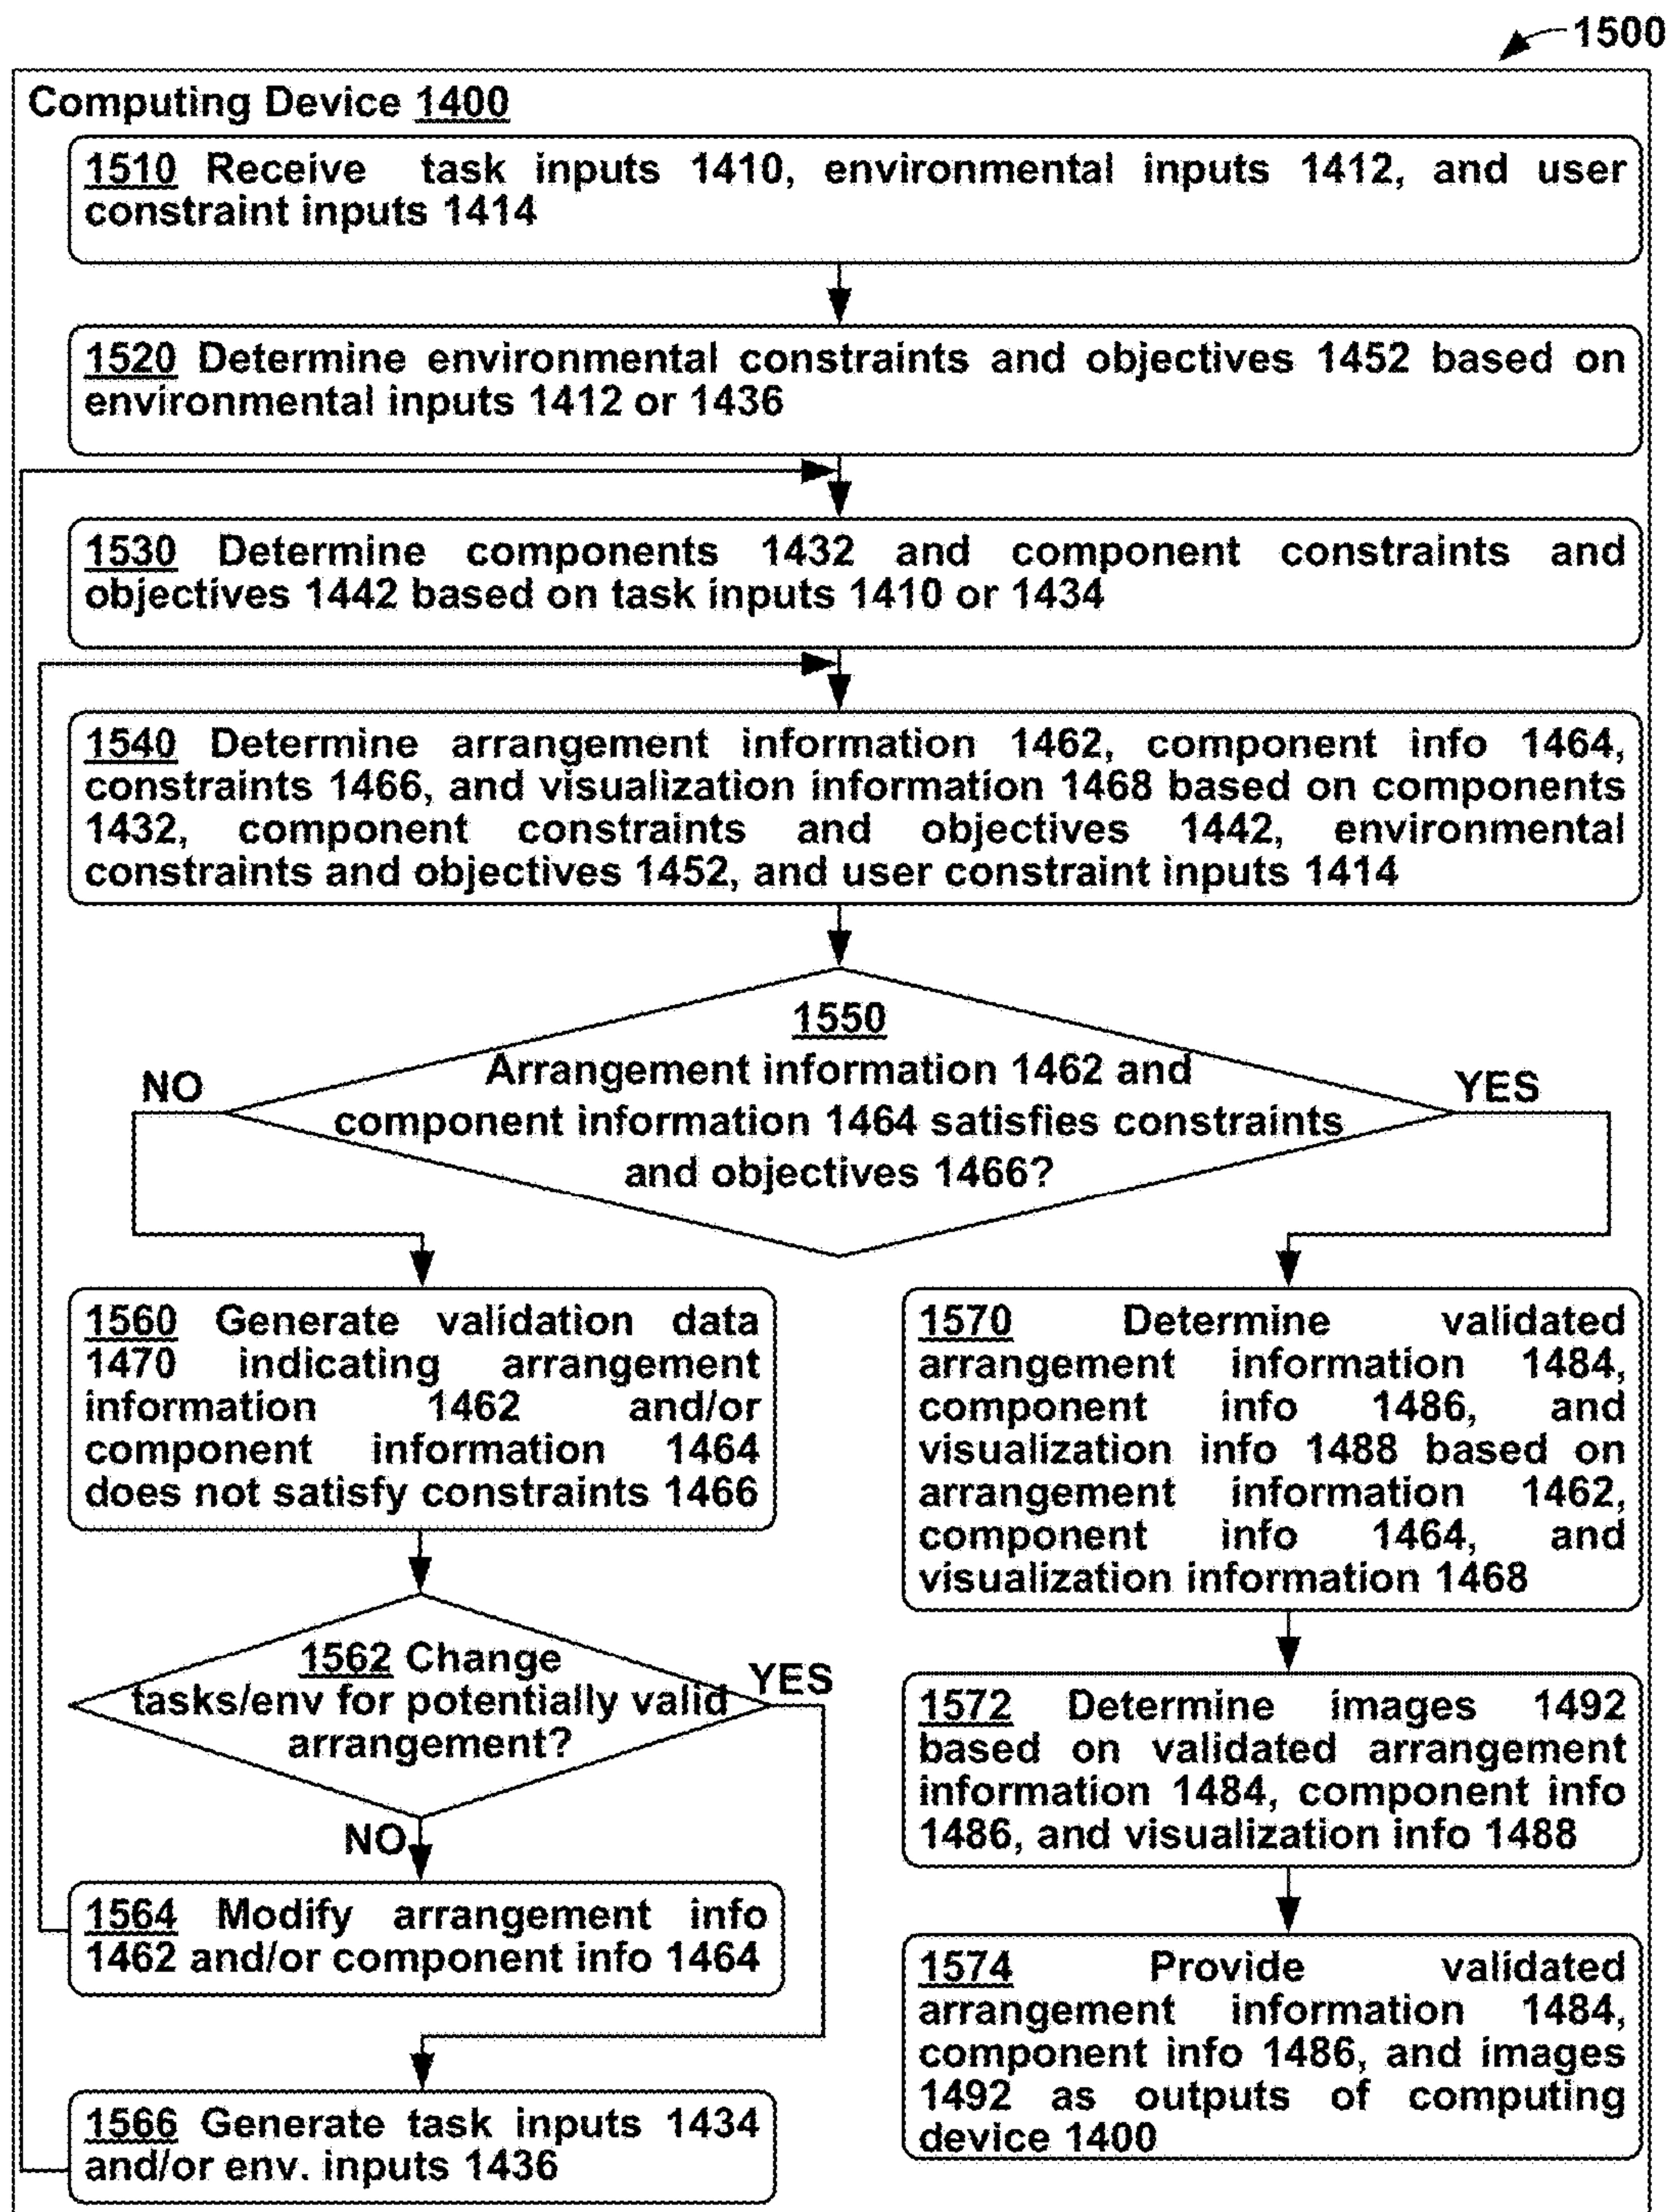 1500
Computing Device 1400
1510 Receive task inputs 1410, environmental inputs 1412, and user
constraint inputs 1414
1520 Determine environmental constraints and objectives 1452 based on
environmental inputs 1412 or 1436
1530 Determine components 1432 and component constraints and
objectives 1442 based on task inputs 1410 or 1434
1540 Determine arrangement information 1462, component info 1464,
constraints 1466, and visualization information 1468 based on components
1432, component constraints and objectives 1442, environmental
constraints and objectives 1452, and user constraint inputs 1414
1550
Arrangement information 1462 and
component information 1464 satisfies constraints
and objectives 1466?
NO
YES
1560 Generate validation data
1470 indicating arrangement
information 1462 and/or
component information 1464
does not satisfy constraints 1466
1562 Change
tasks/env for potentially valid
arrangement?
YES
NO
1564 Modify arrangement info
1462 and/or component info 1464
1566 Generate task inputs 1434
and/or env. inputs 1436
1570 Determine validated
arrangement information 1484,
component info 1486, and
visualization info 1488 based on
arrangement information 1462,
component info 1464, and
visualization information 1468
1572 Determine images 1492
based on validated arrangement
information 1484, component info
1486, and visualization info 1488
1574 Provide validated
arrangement information 1484,
component info 1486, and images
1492 as outputs of computing
device 1400